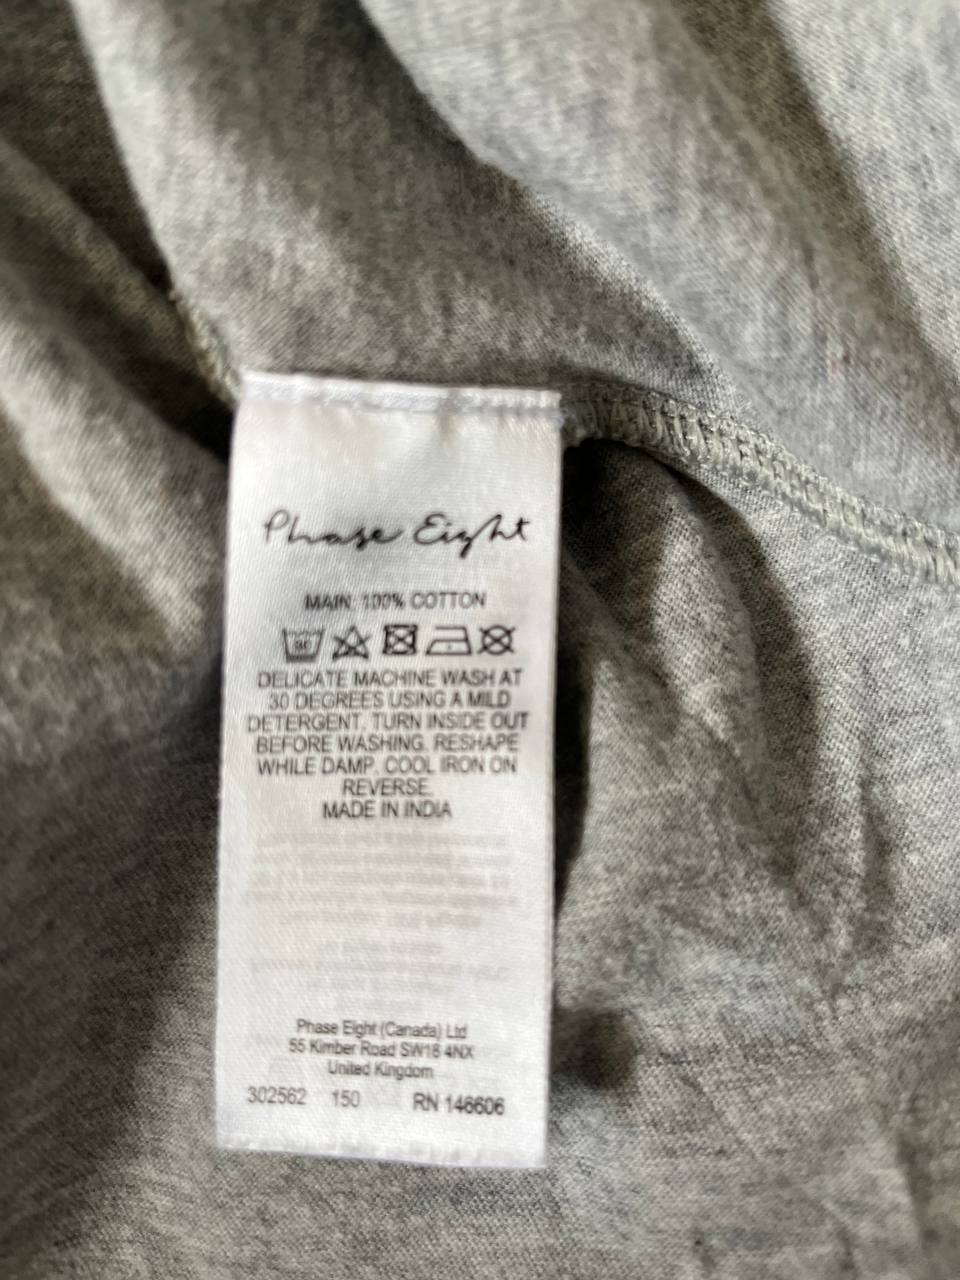 Phase Eight
MAIN: 100% COTTON
30
DELICATE MACHINE WASH AT
30 DEGREES USING A MILD
DETERGENT. TURN INSIDE OUT
BEFORE WASHING. RESHAPE
WHILE DAMP. COOL IRON ON
REVERSE.
MADE IN INDIA
Phase Eight (Canada) Ltd
55 Kimber Road SW18 4NX
United Kingdom
302562 150 RN 146606